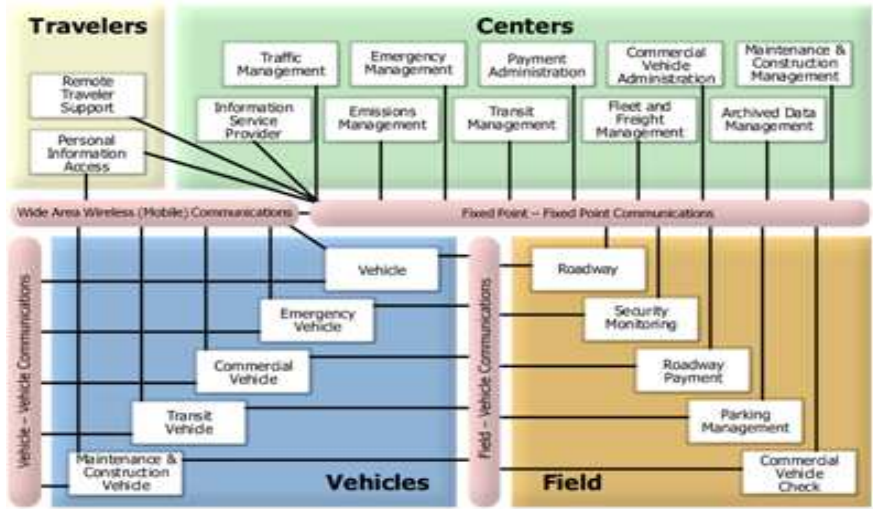 Travelers
Centers
Remote
Traveler
Support
Personal
Information
Access
Traffic
Management
Emergency
Management
Payment
Administration
Commercial
Vehicle
Administration
Maintenance &
Construction
Management
Information
Service
Provider
Emissions
Management
Transit
Management
Fleet and
Freight
Management
Archived Data
Management
Wide Area Wireless (Mobile) Communications
Fixed Point – Fixed Point Communications
Vehicle – Vehicle Communications
Vehicle
Emergency
Vehicle
Commercial
Vehicle
Transit
Vehicle
Maintenance &
Construction
Vehicle
Vehicles
Field – Vehicle Communications
Roadway
Security
Monitoring
Roadway
Payment
Parking
Management
Commercial
Vehicle
Check
Field